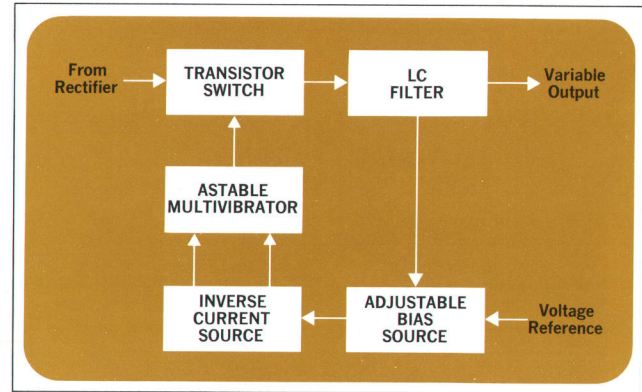 From
Rectifier
TRANSISTOR
SWITCH
LC
FILTER
Variable
Output
ASTABLE
MULTIVIBRATOR
INVERSE
CURRENT
SOURCE
ADJUSTABLE
BIAS
SOURCE
Voltage
Reference